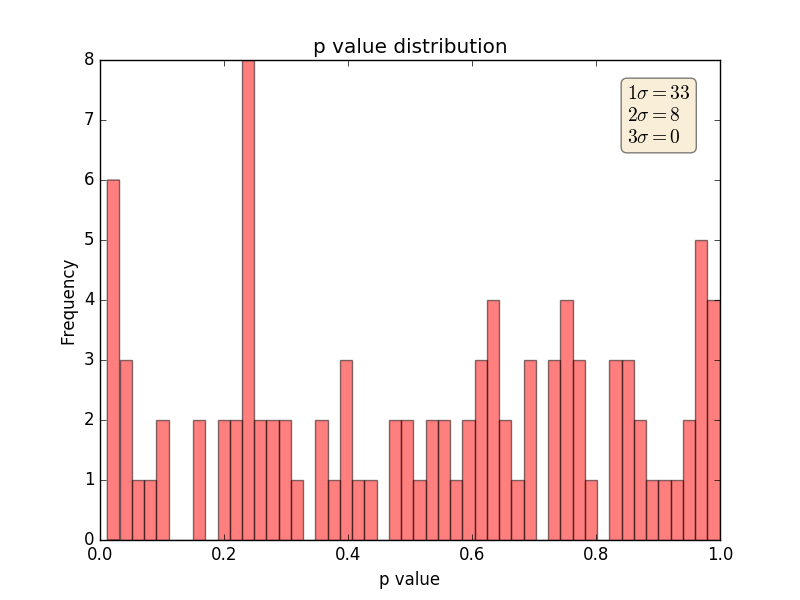 p value distribution
1σ = 33
2σ = 8
3σ = 0
8
7
6
5
4
3
2
1
0
Frequency
0.0 0.2 0.4 0.6 0.8 1.0
p value